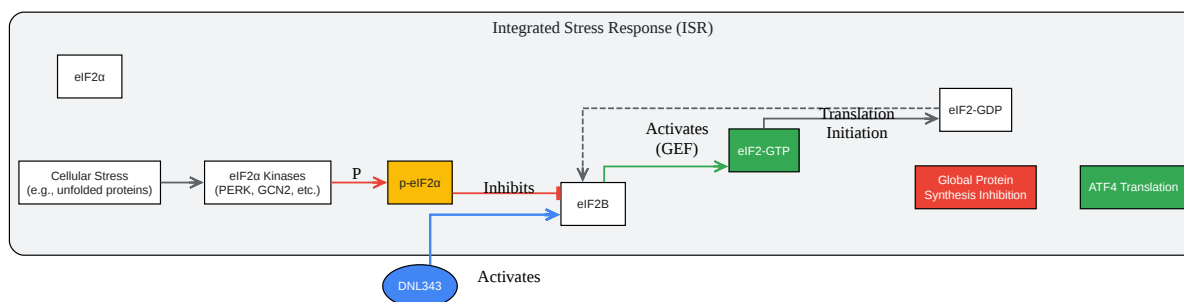 Integrated Stress Response (ISR)
eIF2α
Cellular Stress
(e.g., unfolded proteins)
eIF2α Kinases
(PERK, GCN2, etc.)
P
p-eIF2α
Inhibits
eIF2B
Activates
(GEF)
eIF2-GTP
Translation
Initiation
eIF2-GDP
Global Protein
Synthesis Inhibition
ATF4 Translation
DNL343
Activates